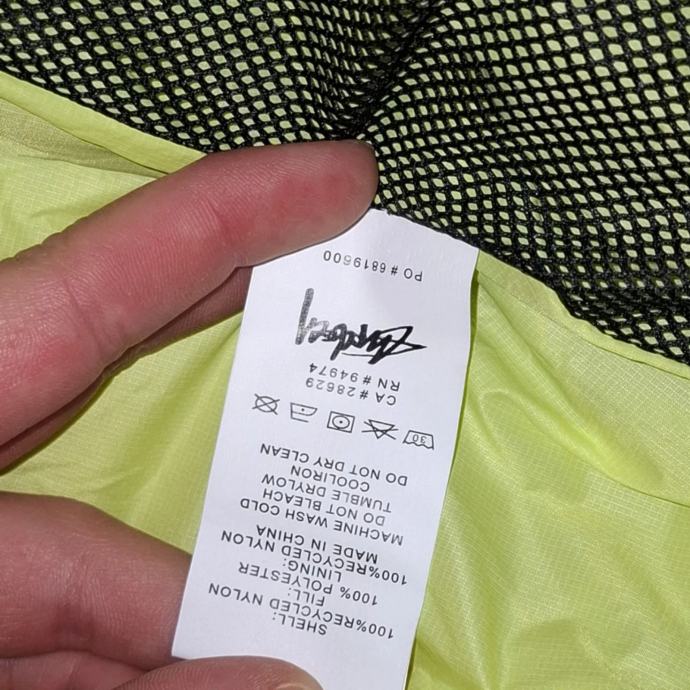 SHELL:
100%RECYCLED NYLON
FILL:
100% POLYESTER
LINING:
100%RECYCLED NYLON
MADE IN CHINA
MACHINE WASH COLD
DO NOT BLEACH
TUMBLE DRYLOW
COOLIRON
DO NOT DRY CLEAN
30
CA # 28629
RN # 94974
PO # 6819600